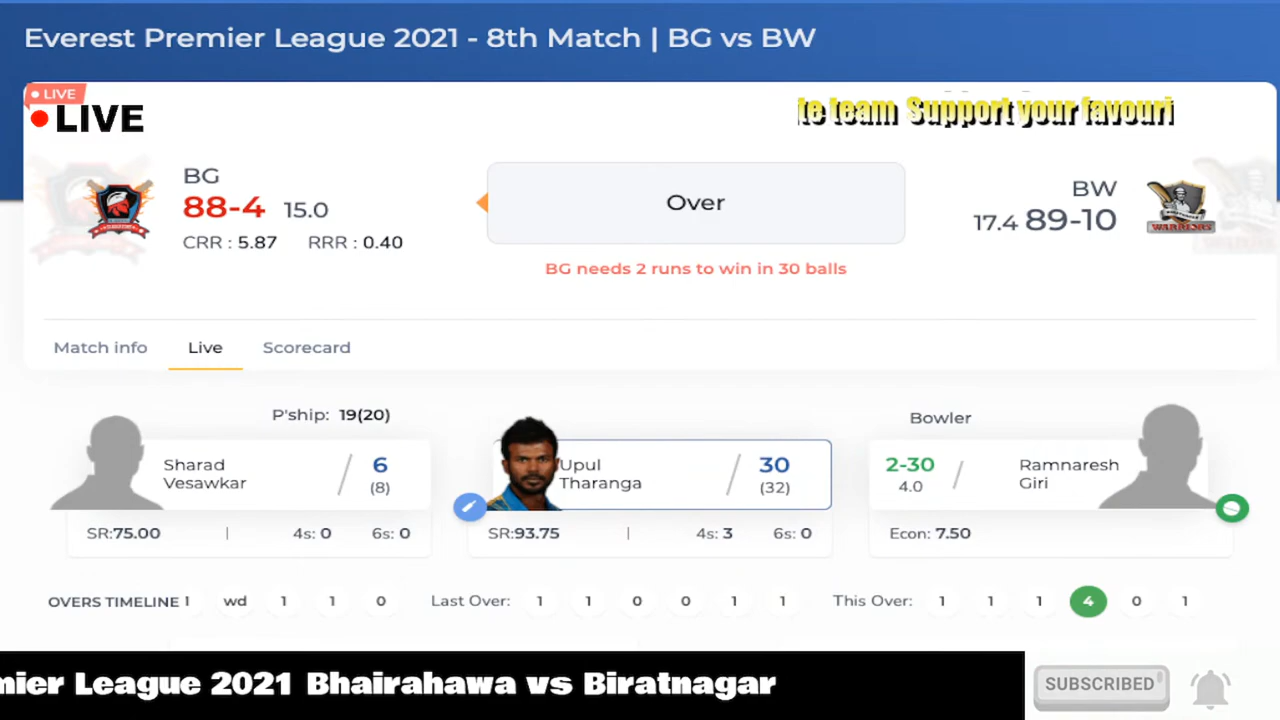 Everest Premier League 2021 - 8th Match | BG vs BW
LIVE
LIVE
te team Support your favouri
BG
88-4 15.0
CRR : 5.87 RRR : 0.40
Over
BG needs 2 runs to win in 30 balls
BW
17.4 89-10
WARRIORS
Match info Live Scorecard
P'ship: 19(20)
Sharad
Vesawkar
6
(8)
SR:75.00 | 4s: 0 6s: 0
Upul
Tharanga
30
(32)
SR:93.75 | 4s: 3 6s: 0
Bowler
2-30
4.0
Ramnaresh
Giri
Econ: 7.50
OVERS TIMELINE 1 wd 1 1 0 Last Over: 1 1 0 0 1 1 This Over: 1 1 1 4 0 1
mier League 2021 Bhairahawa vs Biratnagar
SUBSCRIBED